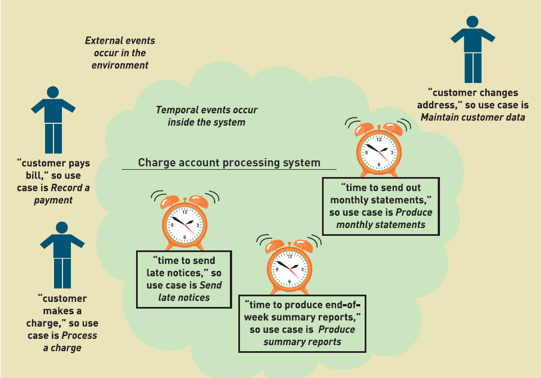 External events
occur in the
environment
"customer changes
address," so use case is
Maintain customer data
Temporal events occur
inside the system
"customer pays
bill," so use
case is Record a
payment
Charge account processing system
"time to send out
monthly statements,"
so use case is Produce
monthly statements
"time to send
late notices," so
use case is Send
late notices
"customer
makes a
charge," so use
case is Process
a charge
"time to produce end-of-
week summary reports,"
so use case is Produce
summary reports